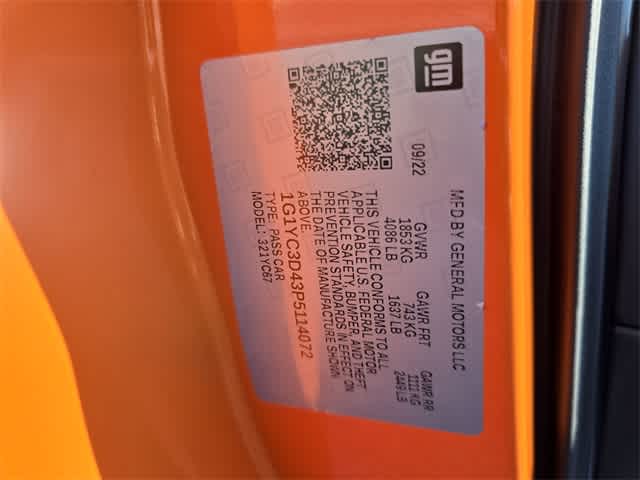 gm
MFD BY GENERAL MOTORS LLC
09/22
GVWR GAWR FRT GAWR RR
1853 KG 743 KG 1111 KG
4086 LB 1637 LB 2449 LB
THIS VEHICLE CONFORMS TO ALL
APPLICABLE U.S. FEDERAL MOTOR
VEHICLE SAFETY, BUMPER, AND THEFT
PREVENTION STANDARDS IN EFFECT ON
THE DATE OF MANUFACTURE SHOWN
ABOVE.
1G1YC3D43P5114072
TYPE: PASS CAR
MODEL: 321YC67